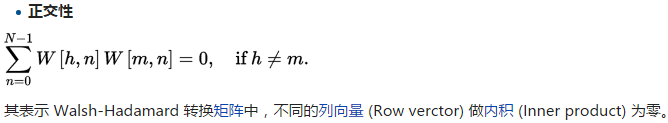 • 正交性
\sum_{n=0}^{N-1} W[h,n] W[m,n] = 0, if h ≠ m.
其表示 Walsh-Hadamard 转换矩阵中，不同的列向量 (Row verctor) 做内积 (Inner product) 为零。